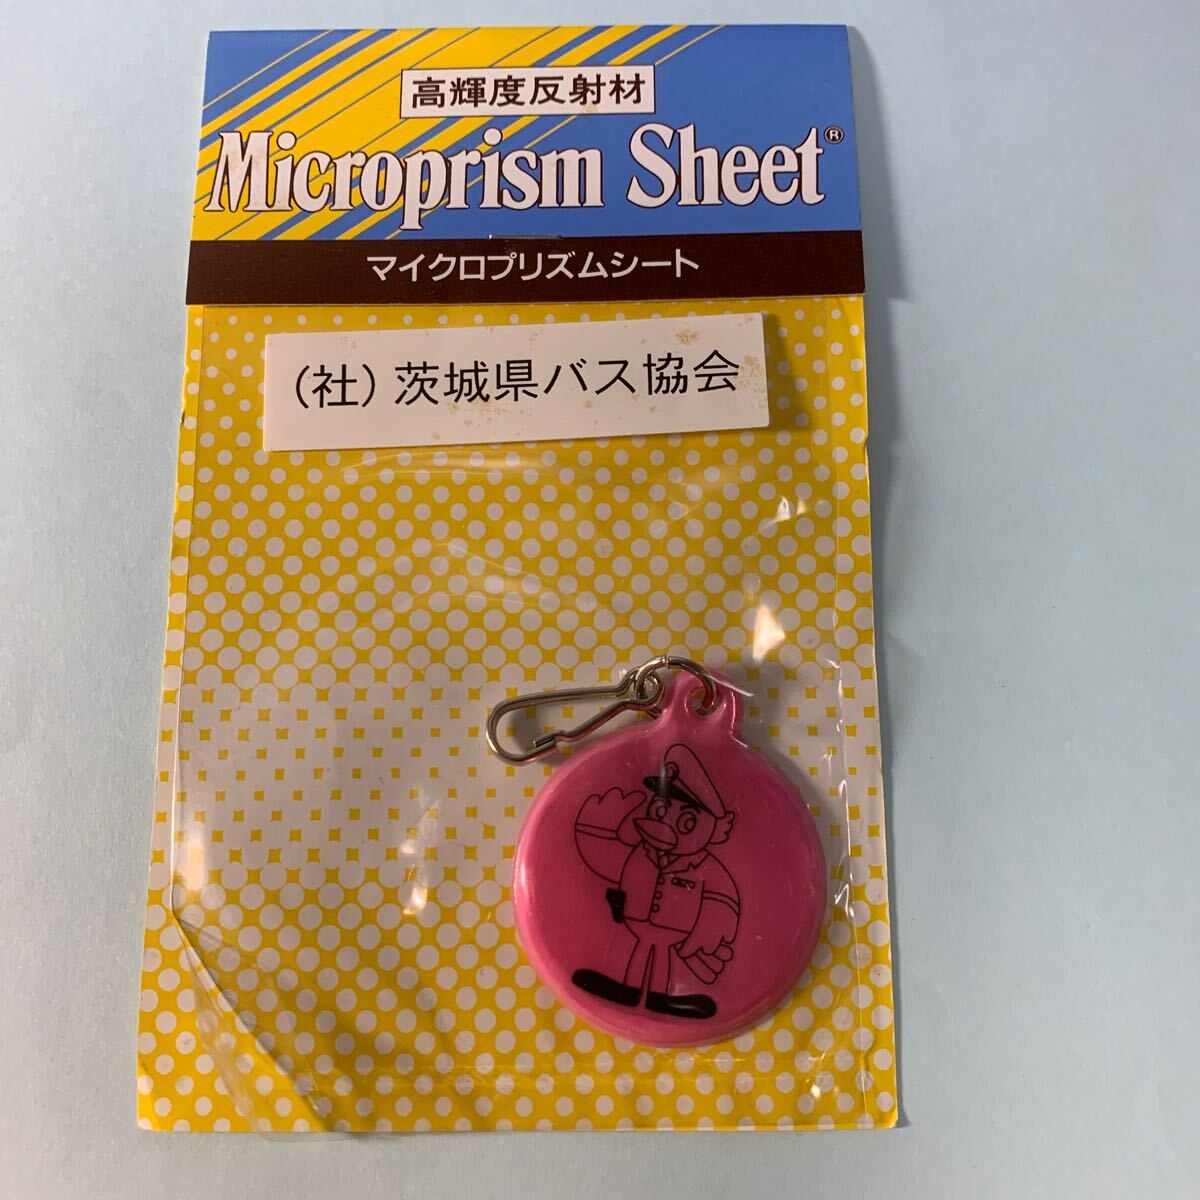 高輝度反射材
Microprism Sheet®
マイクロプリズムシート
(社)茨城県バス協会